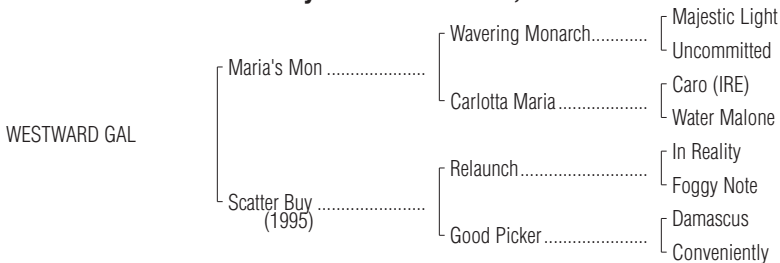 Majestic Light
Wavering Monarch............
Uncommitted
Maria's Mon ......................
Caro (IRE)
Carlotta Maria...................
Water Malone
WESTWARD GAL
In Reality
Relaunch...........................
Foggy Note
Scatter Buy ........................
(1995)
Damascus
Good Picker......................
Conveniently